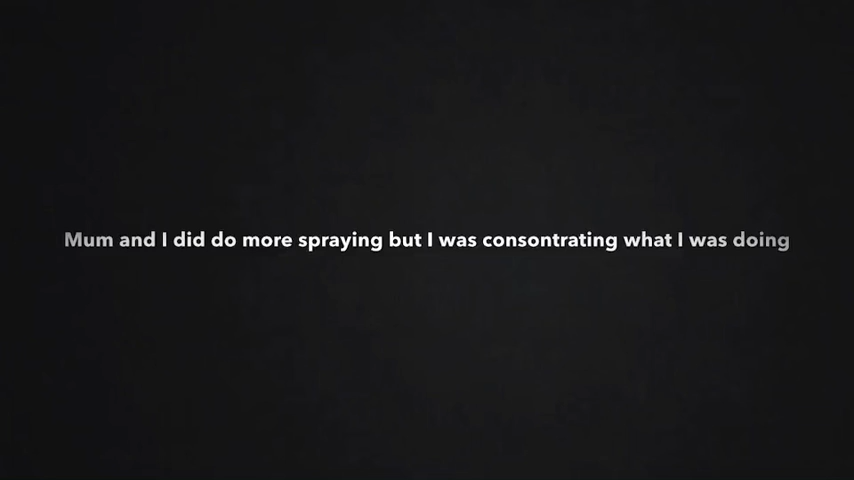 Mum and I did do more spraying but I was consontrating what I was doing